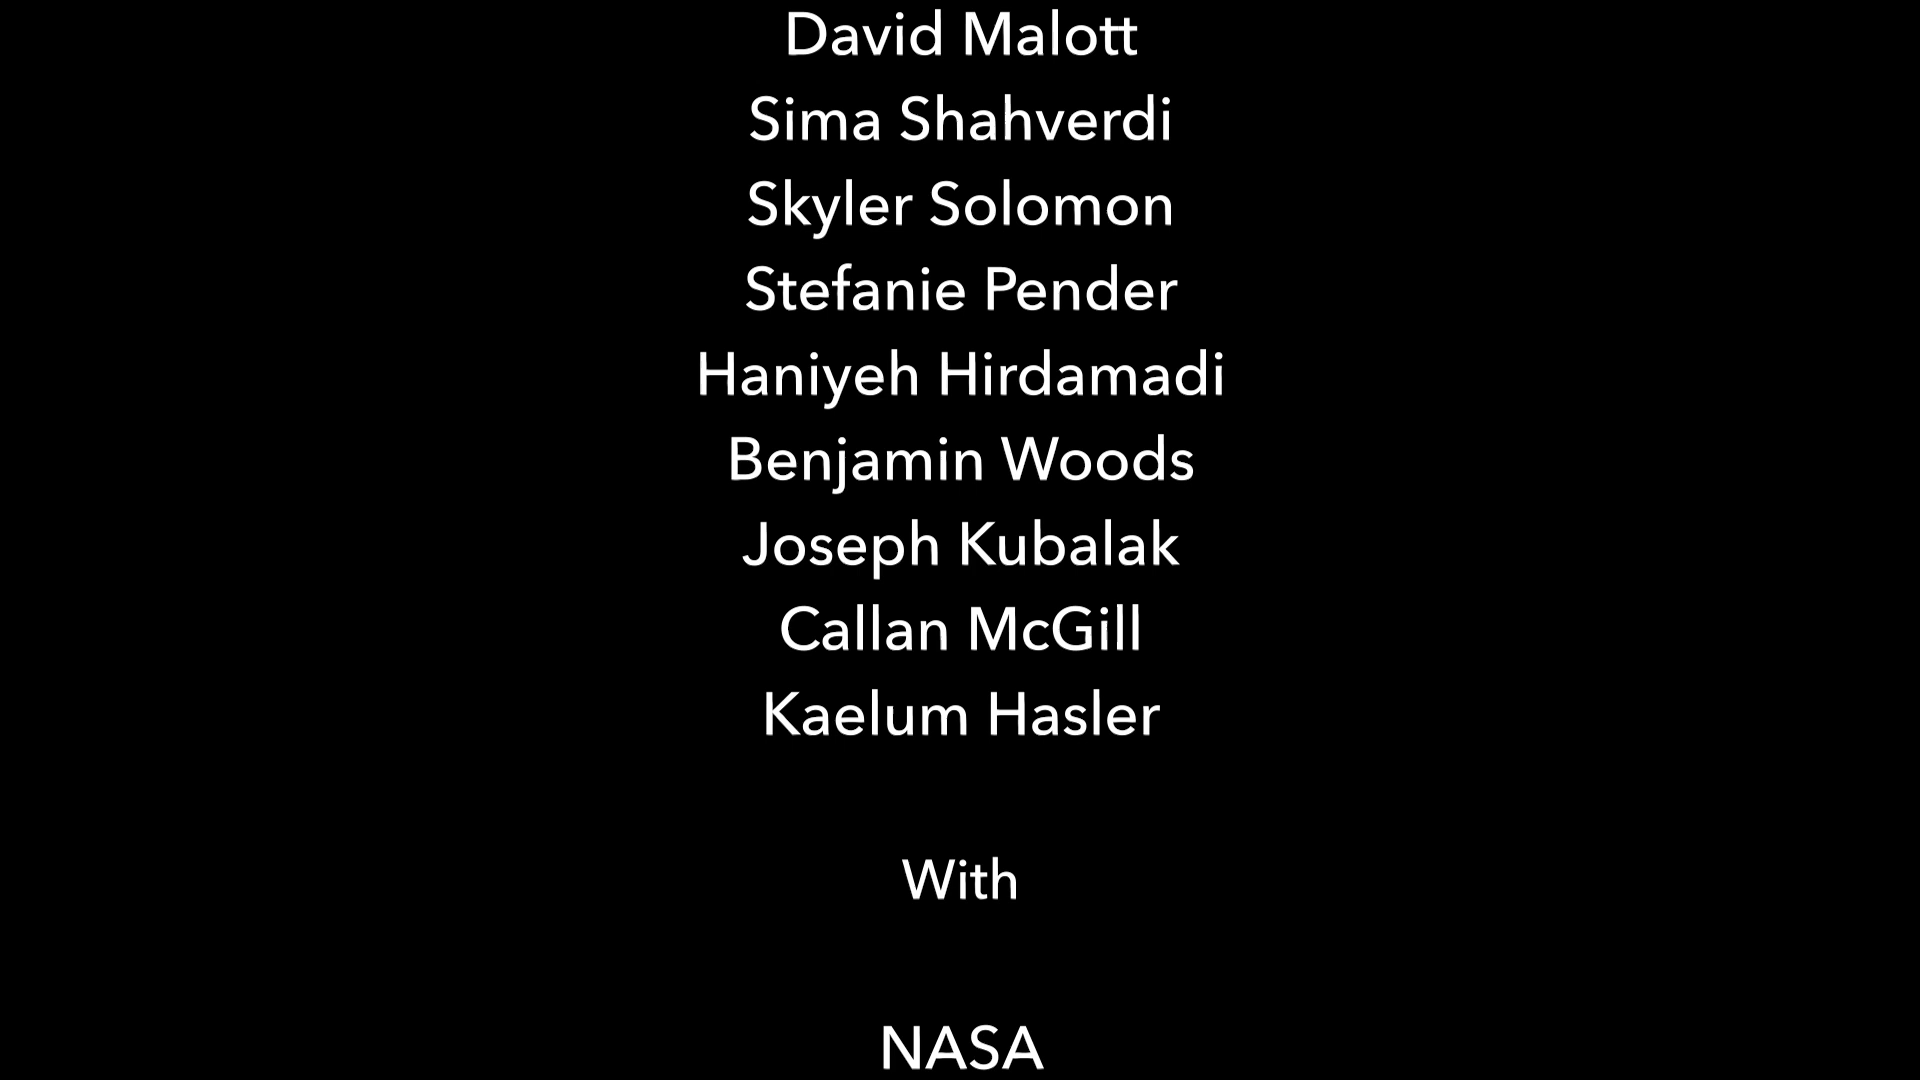 David Malott
Sima Shahverdi
Skyler Solomon
Stefanie Pender
Haniyeh Hirdamadi
Benjamin Woods
Joseph Kubalak
Callan McGill
Kaelum Hasler
With
NASA